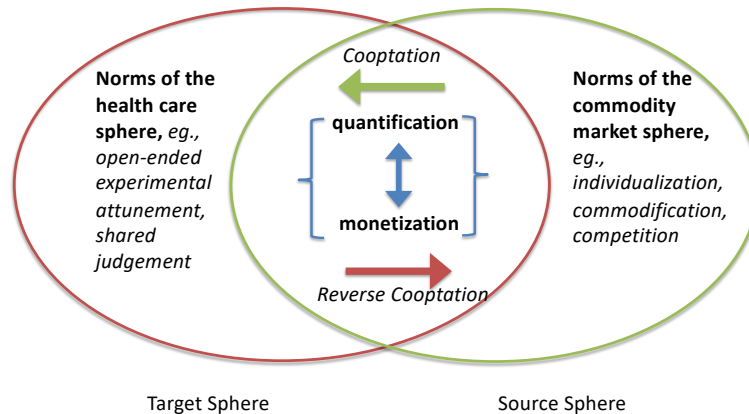 Cooptation
Norms of the
health care
sphere, eg.,
open-ended
experimental
attunement,
shared
judgement
quantification
monetization
Reverse Cooptation
Norms of the
commodity
market sphere,
eg.,
individualization,
commodification,
competition
Target Sphere
Source Sphere